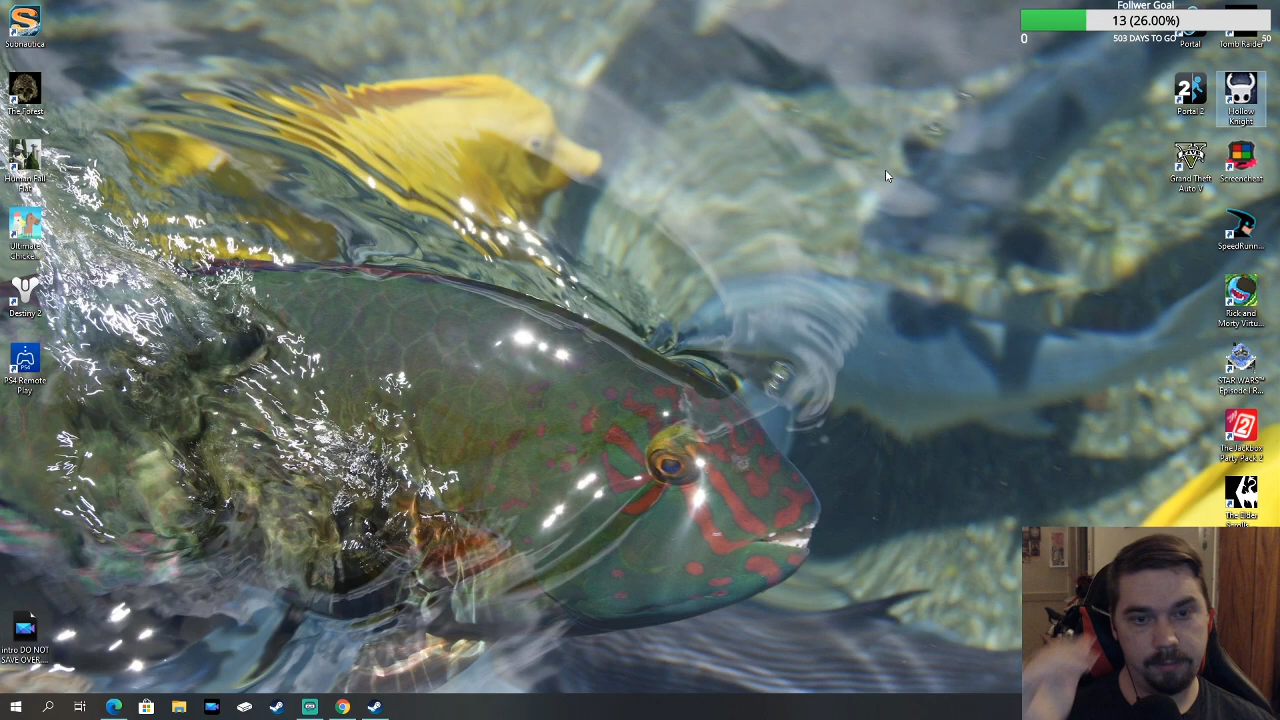 Follwer Goal
13 (26.00%)
0
503 DAYS TO GO
50
Subnautica
Portal
Tomb Raider
The Forest
Portal 2
Hollow
Knight
Human Fall
Flat
Grand Theft
Auto V
Screencheat
Ultimate
Chicke...
SpeedRunn...
Destiny 2
Rick and
Morty Virtu...
PS4 Remote
Play
STAR WARS™
Episode I R...
The Jackbox
Party Pack 2
The Elder
Scrolls
intro DO NOT
SAVE OVER....